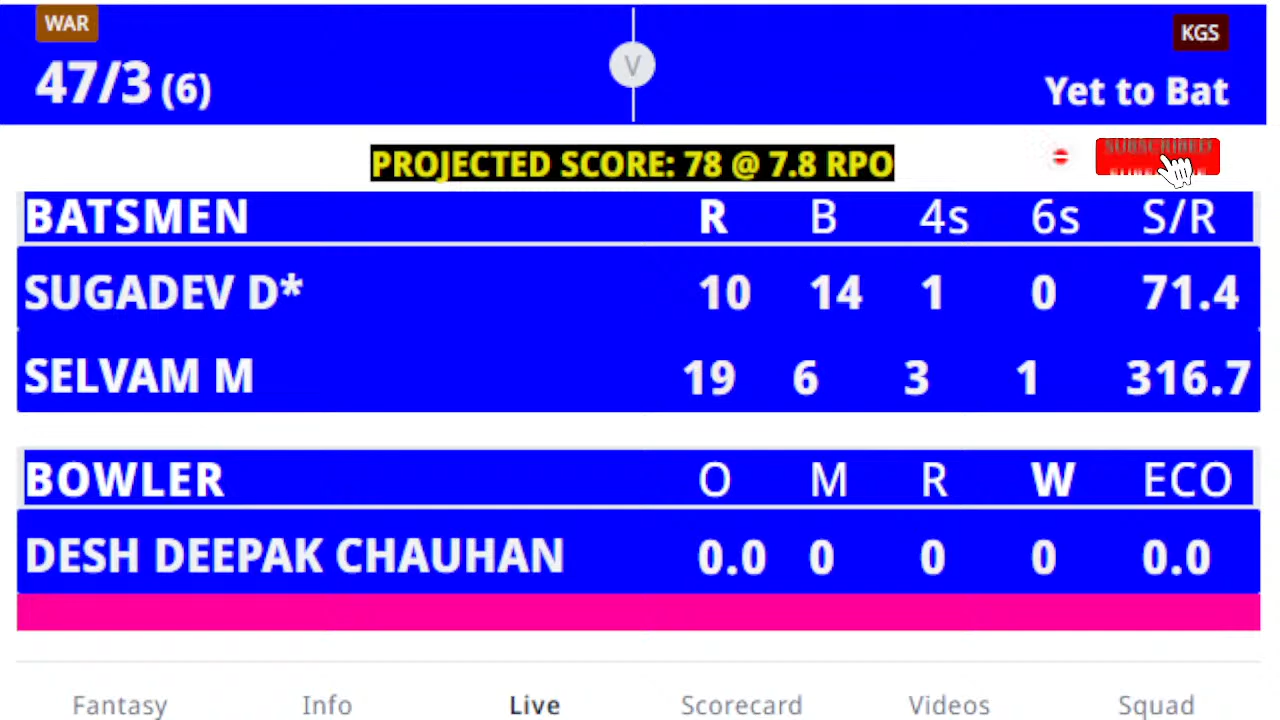 WAR
KGS
47/3 (6)
V
Yet to Bat
PROJECTED SCORE: 78 @ 7.8 RPO
BATSMEN R B 4s 6s S/R
SUGADEV D* 10 14 1 0 71.4
SELVAM M 19 6 3 1 316.7
BOWLER O M R W ECO
DESH DEEPAK CHAUHAN 0.0 0 0 0 0.0
Fantasy Info Live Scorecard Videos Squad